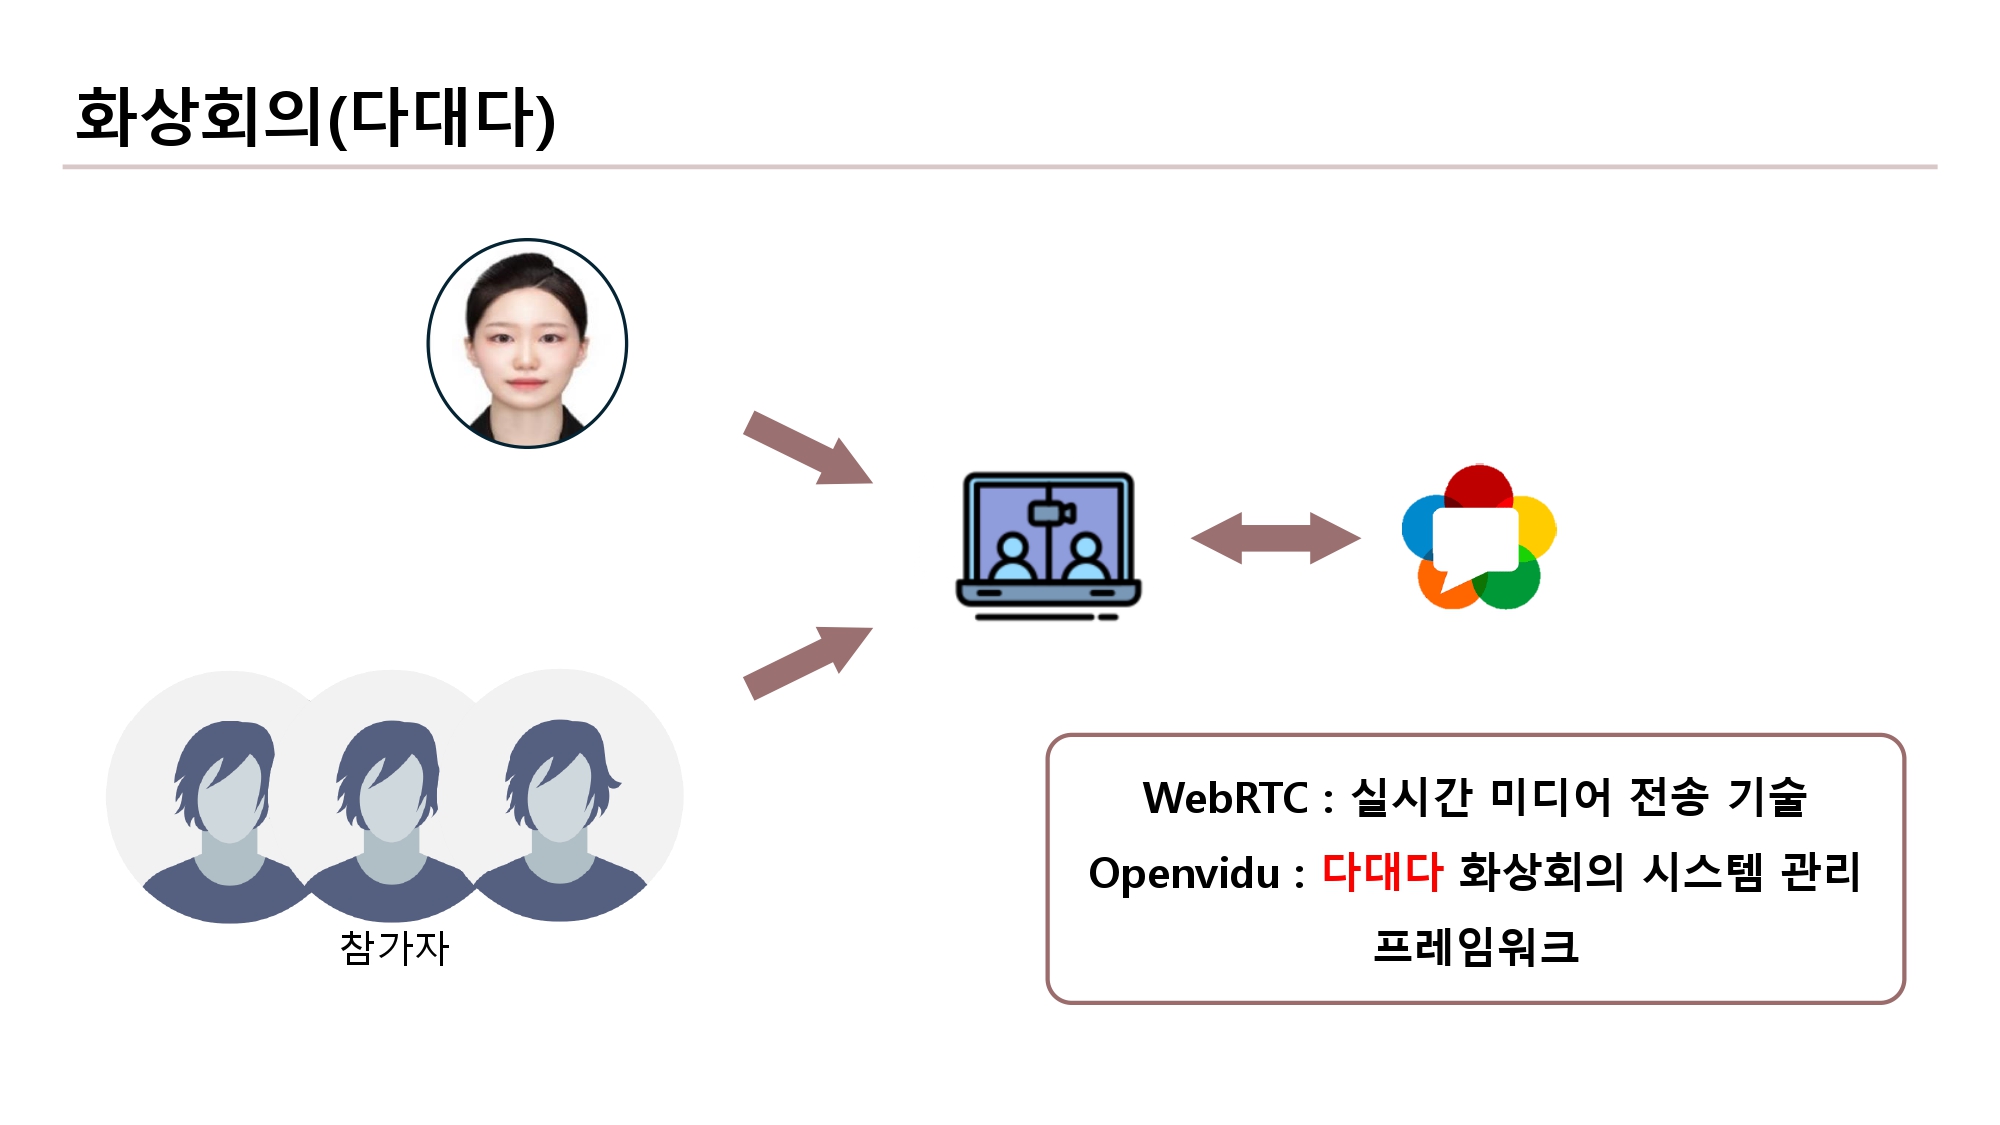 화상회의(다대다)
참가자
WebRTC : 실시간 미디어 전송 기술
Openvidu : 다대다 화상회의 시스템 관리
프레임워크